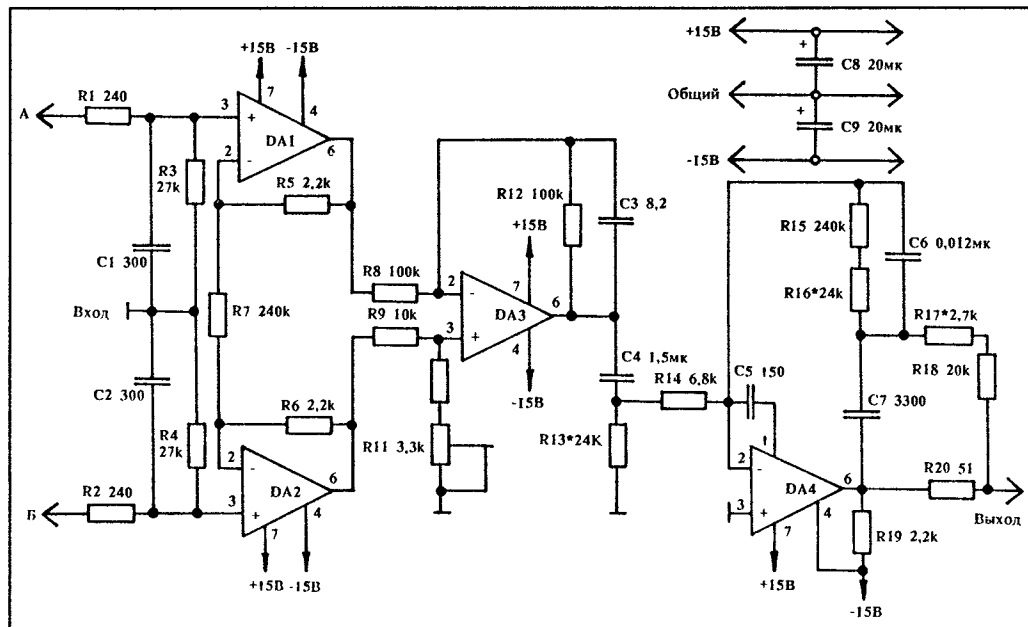 +15В -15В
R1 240
А
3
7
4
+
DA1
-
2
6
R3
27k
R5 2,2k
C1 300
Вход
R7 240k
C2 300
R4
27k
R6 2,2k
2
-
DA2
6
4
3
+
7
R2 240
Б
+15В -15В
R8 100k
R9 10k
R12 100k
C3 8,2
+15В
2
-
7
DA3
6
3
+
4
-15В
R11 3,3k
C4 1,5мк
R14 6,8k
R13*24К
+15В
+
C8 20мк
Общий
+
C9 20мк
-15В
R15 240k
C6 0,012мк
R16*24k
R17*2,7k
R18 20k
C5 150
C7 3300
1
2
-
DA4
6
3
+
4
7
R20 51
Выход
R19 2,2k
+15В
-15В